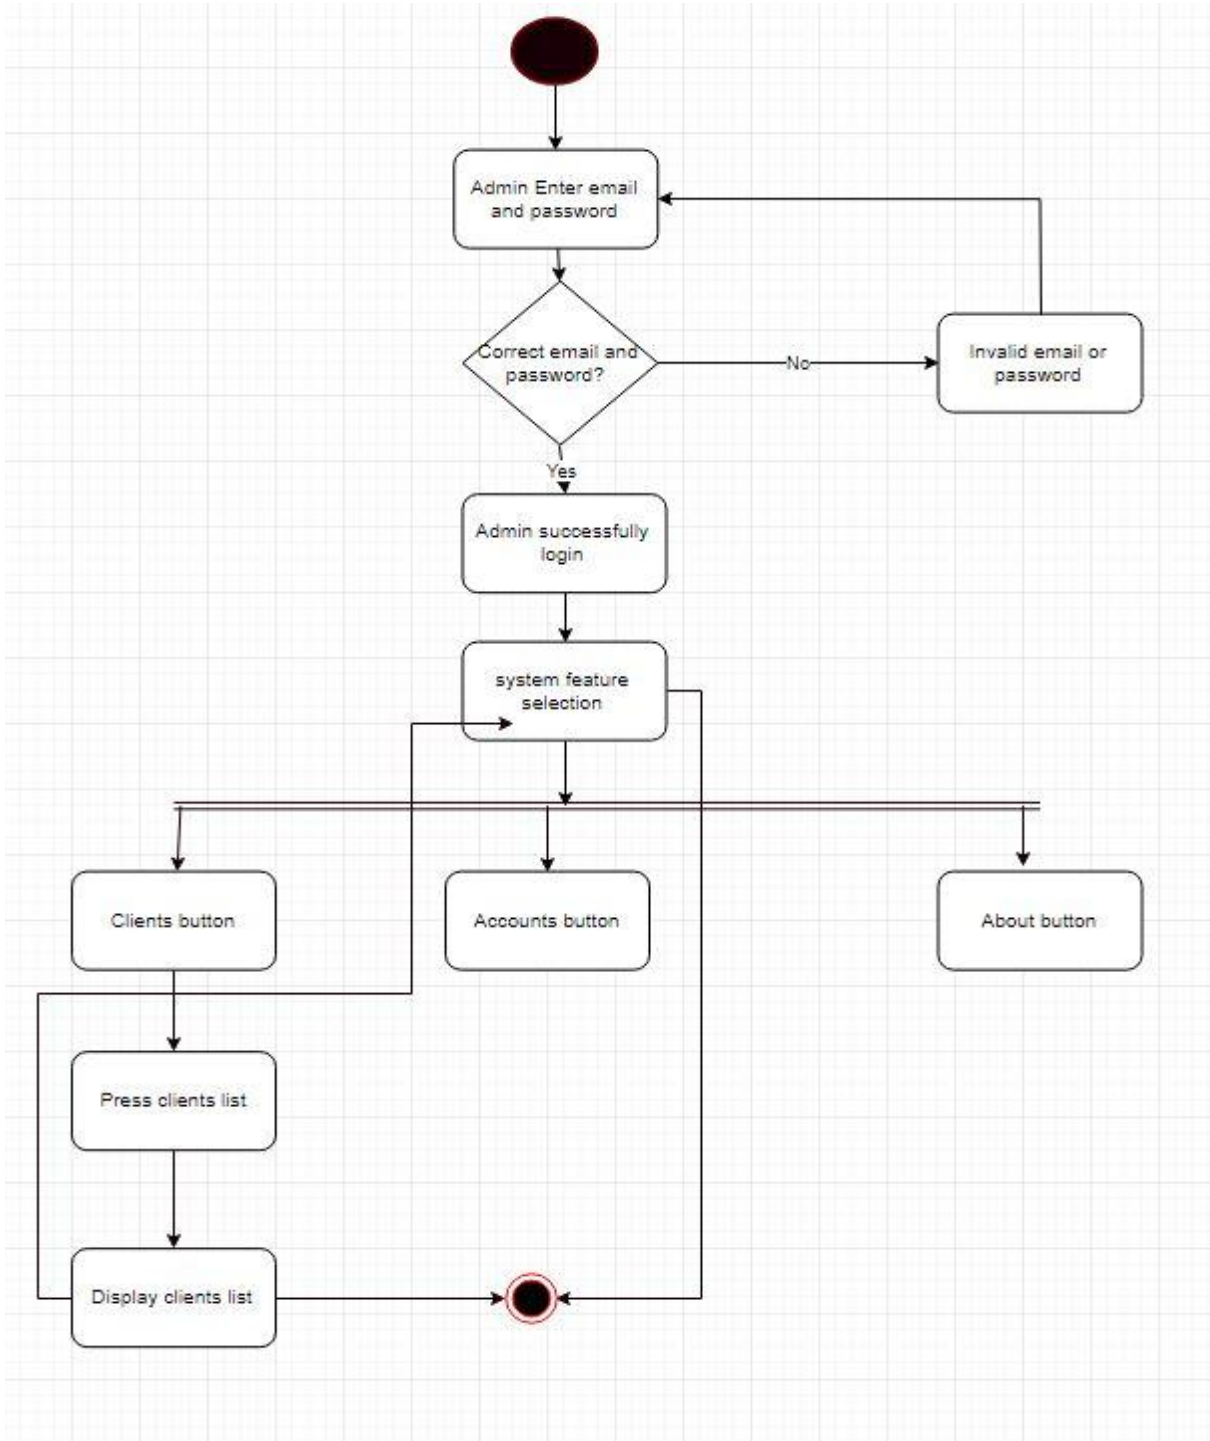 Admin Enter email
and password
Correct email and
password?
No
Invalid email or
password
Yes
Admin successfully
login
system feature
selection
Clients button
Accounts button
About button
Press clients list
Display clients list